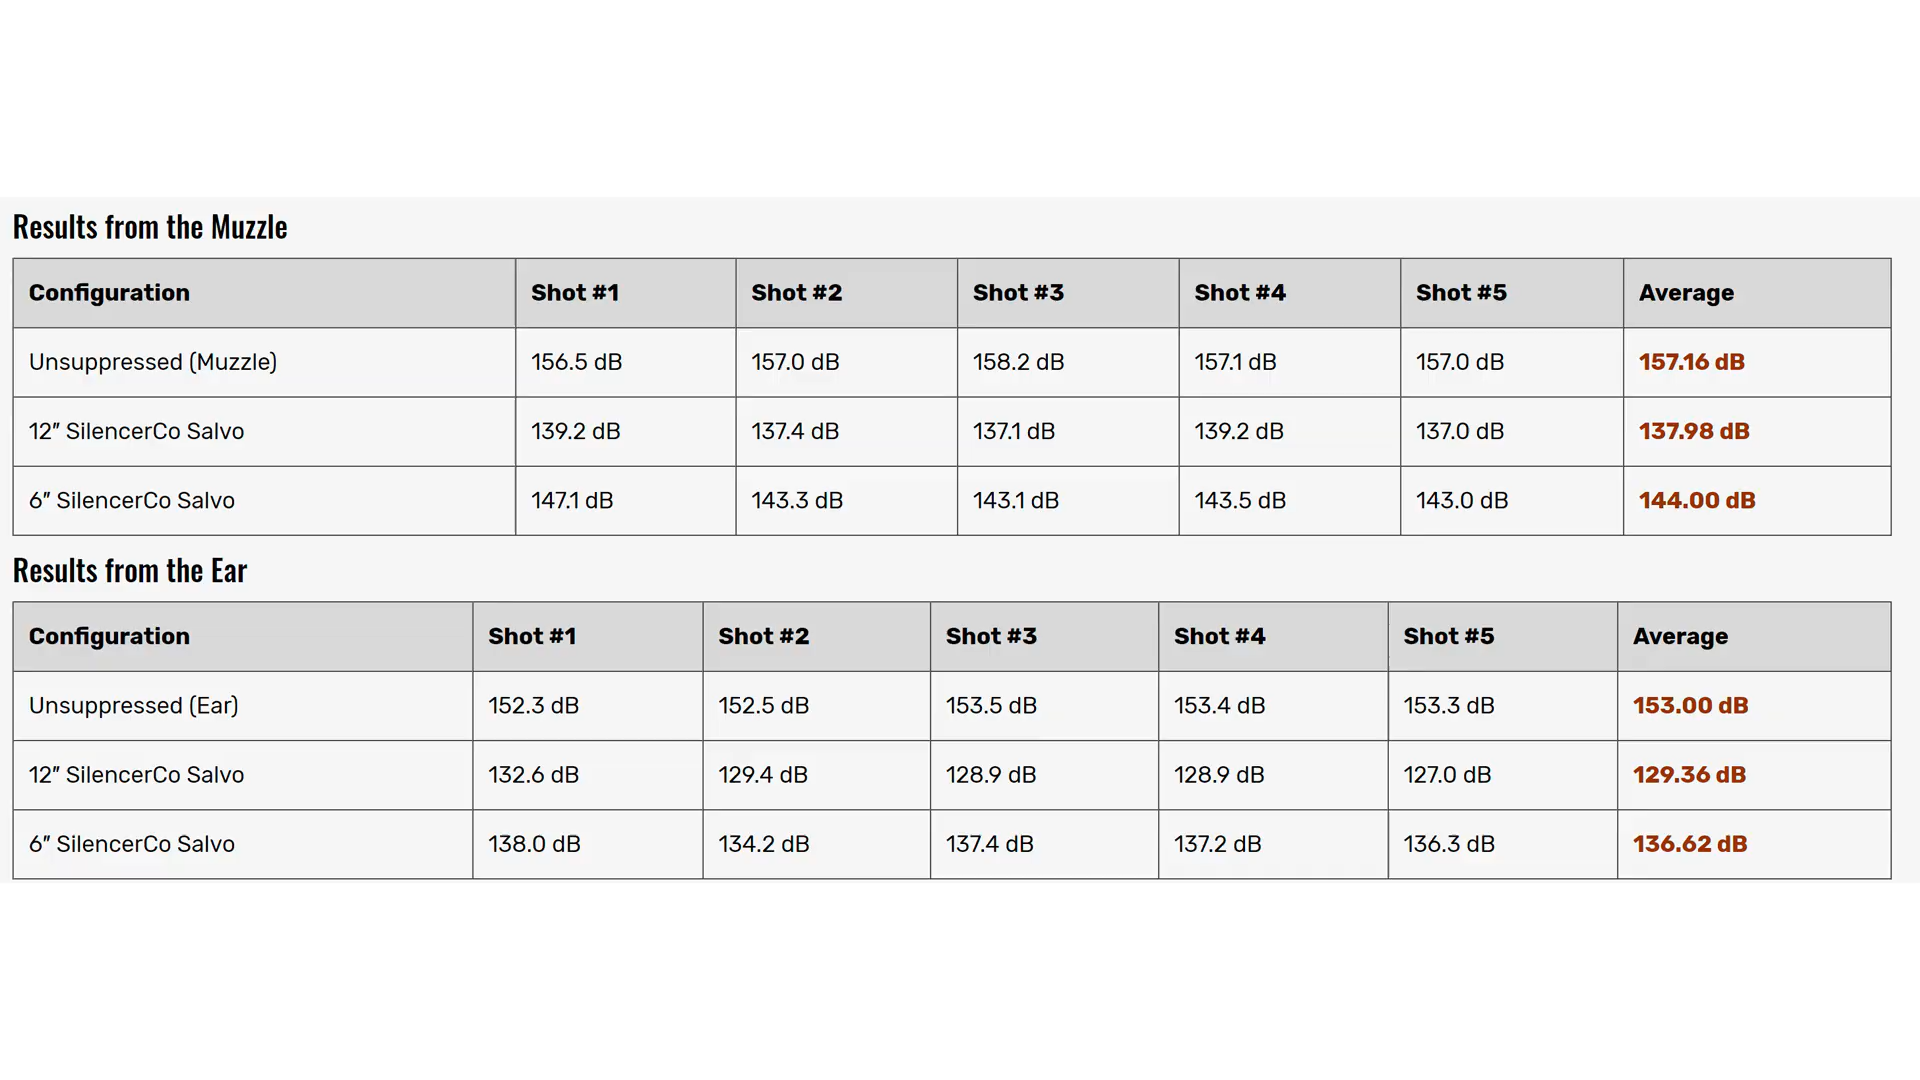 Results from the Muzzle
Configuration Shot #1 Shot #2 Shot #3 Shot #4 Shot #5 Average
Unsuppressed (Muzzle) 156.5 dB 157.0 dB 158.2 dB 157.1 dB 157.0 dB 157.16 dB
12″ SilencerCo Salvo 139.2 dB 137.4 dB 137.1 dB 139.2 dB 137.0 dB 137.98 dB
6″ SilencerCo Salvo 147.1 dB 143.3 dB 143.1 dB 143.5 dB 143.0 dB 144.00 dB
Results from the Ear
Configuration Shot #1 Shot #2 Shot #3 Shot #4 Shot #5 Average
Unsuppressed (Ear) 152.3 dB 152.5 dB 153.5 dB 153.4 dB 153.3 dB 153.00 dB
12″ SilencerCo Salvo 132.6 dB 129.4 dB 128.9 dB 128.9 dB 127.0 dB 129.36 dB
6″ SilencerCo Salvo 138.0 dB 134.2 dB 137.4 dB 137.2 dB 136.3 dB 136.62 dB